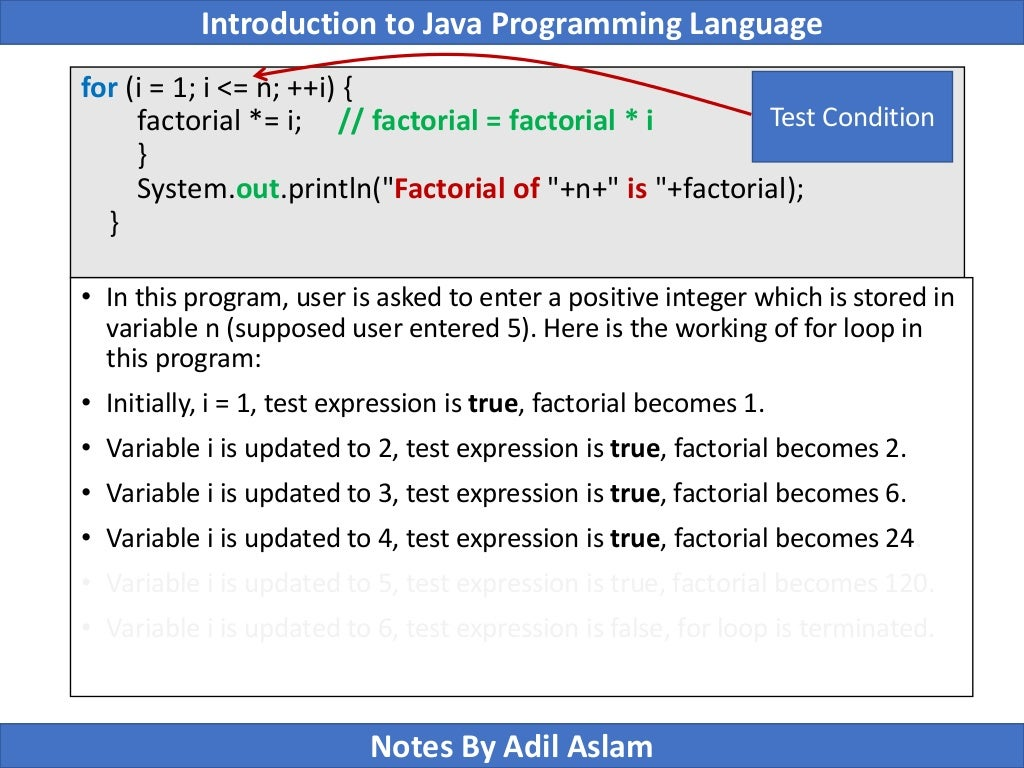 Introduction to Java Programming Language
for (i = 1; i <= n; ++i) {
factorial *= i; // factorial = factorial * i
Test Condition
}
System.out.println("Factorial of "+n+" is "+factorial);
}
• In this program, user is asked to enter a positive integer which is stored in
variable n (supposed user entered 5). Here is the working of for loop in
this program:
• Initially, i = 1, test expression is true, factorial becomes 1.
• Variable i is updated to 2, test expression is true, factorial becomes 2.
• Variable i is updated to 3, test expression is true, factorial becomes 6.
• Variable i is updated to 4, test expression is true, factorial becomes 24
• Variable i is updated to 5, test expression is true, factorial becomes 120.
• Variable i is updated to 6, test expression is false, for loop is terminated.
Notes By Adil Aslam